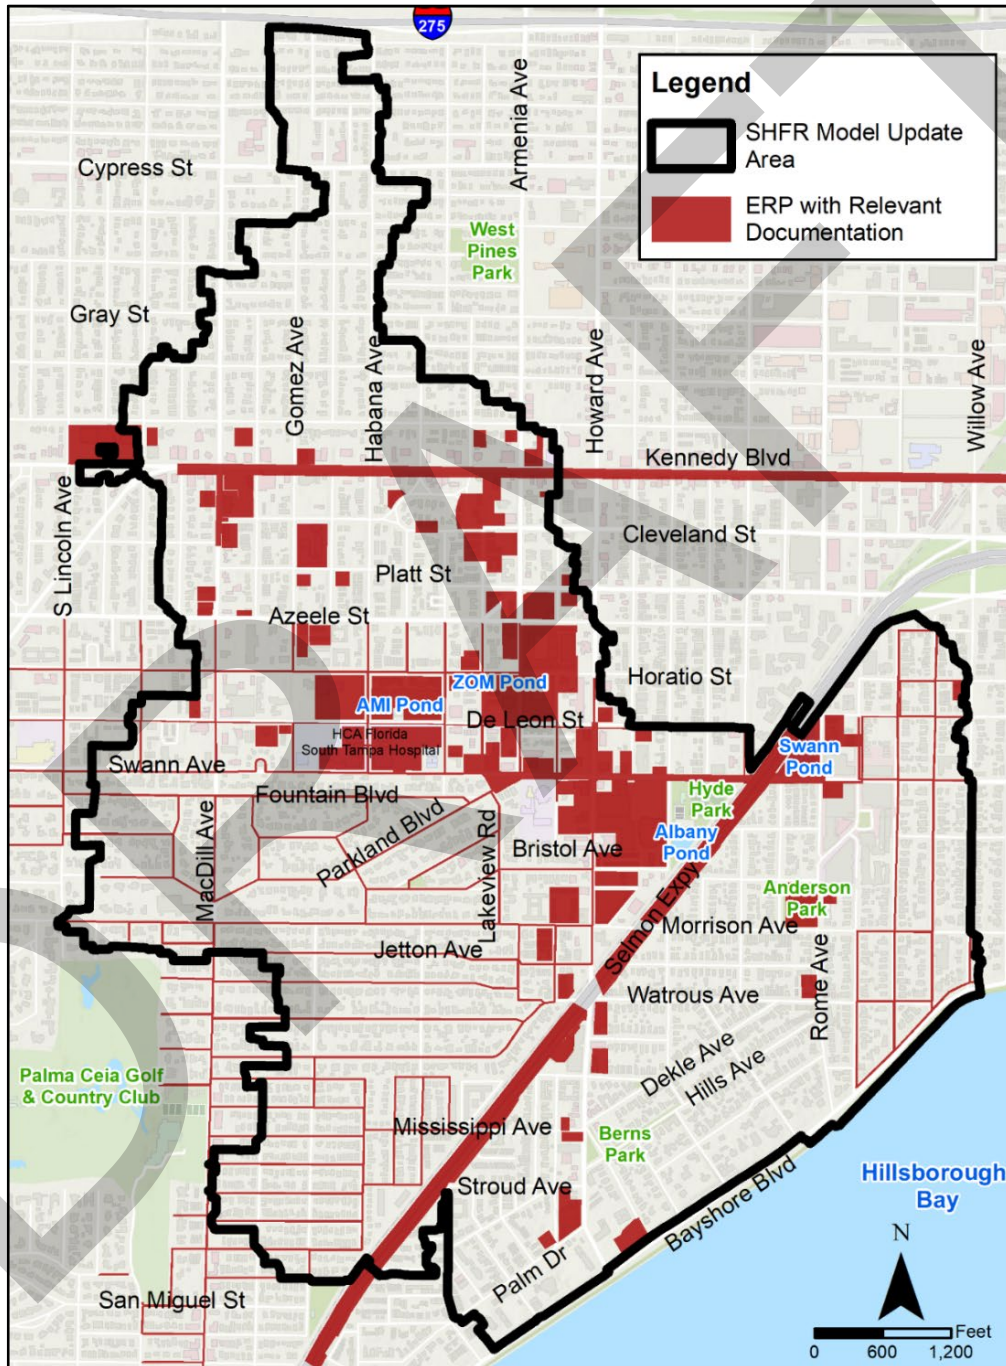 275
Legend
SHFR Model Update
Area
ERP with Relevant
Documentation
Armenia Ave
Cypress St
West
Pines
Park
Gray St
Gomez Ave
Habana Ave
Howard Ave
Willow Ave
Kennedy Blvd
S Lincoln Ave
Cleveland St
Platt St
Azeele St
Horatio St
ZOM Pond
AMI Pond
De Leon St
HCA Florida
South Tampa Hospital
Swann
Pond
Swann Ave
Fountain Blvd
Hyde
Park
Parkland Blvd
Albany
Pond
Bristol Ave
MacDill Ave
Lakeview Rd
Selmon Expy
Anderson
Park
Morrison Ave
Jetton Ave
Rome Ave
Watrous Ave
Dekle Ave
Hills Ave
Palma Ceia Golf
& Country Club
Mississippi Ave
Berns
Park
Hillsborough
Bay
Stroud Ave
Bayshore Blvd
Palm Dr
San Miguel St
N
Feet
0 600 1,200
DRAFT